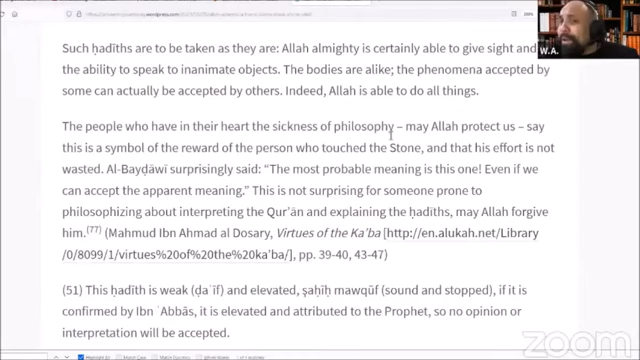 W.A.
200%
Such ḥadīths are to be taken as they are: Allah almighty is certainly able to give sight and
the ability to speak to inanimate objects. The bodies are alike; the phenomena accepted by
some can actually be accepted by others. Indeed, Allah is able to do all things.
The people who have in their heart the sickness of philosophy – may Allah protect us – say
this is a symbol of the reward of the person who touched the Stone, and that his effort is not
wasted. Al-Bayḍāwī surprisingly said: “The most probable meaning is this one! Even if we
can accept the apparent meaning.” This is not surprising for someone prone to
philosophizing about interpreting the Qur’ān and explaining the ḥadīths, may Allah forgive
him.(77) (Mahmud Ibn Ahmad al Dosary, Virtues of the Ka’ba [http://en.alukah.net/Library
/0/8099/1/virtues%20of%20the%20ka’ba/], pp. 39-40, 43-47)
(51) This ḥadīth is weak (ḍa`īf) and elevated, ṣaḥīḥ mawqūf (sound and stopped), if it is
confirmed by Ibn `Abbās, it is elevated and attributed to the Prophet, so no opinion or
interpretation will be accepted.
zoom